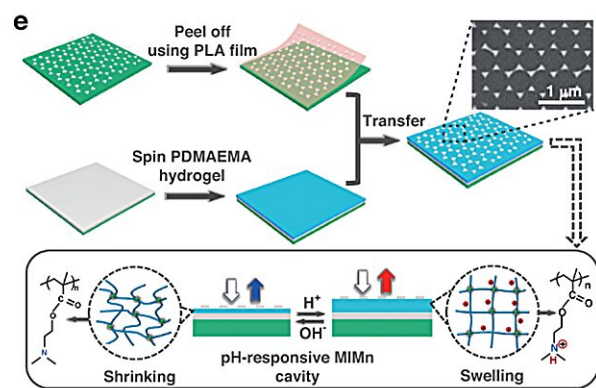 e
Peel off
using PLA film
1 μm
Transfer
Spin PDMAEMA
hydrogel
n
O
O
N
H⁺
OH⁻
n
O
O
N
⊕
H
Shrinking
pH-responsive MIMn
cavity
Swelling